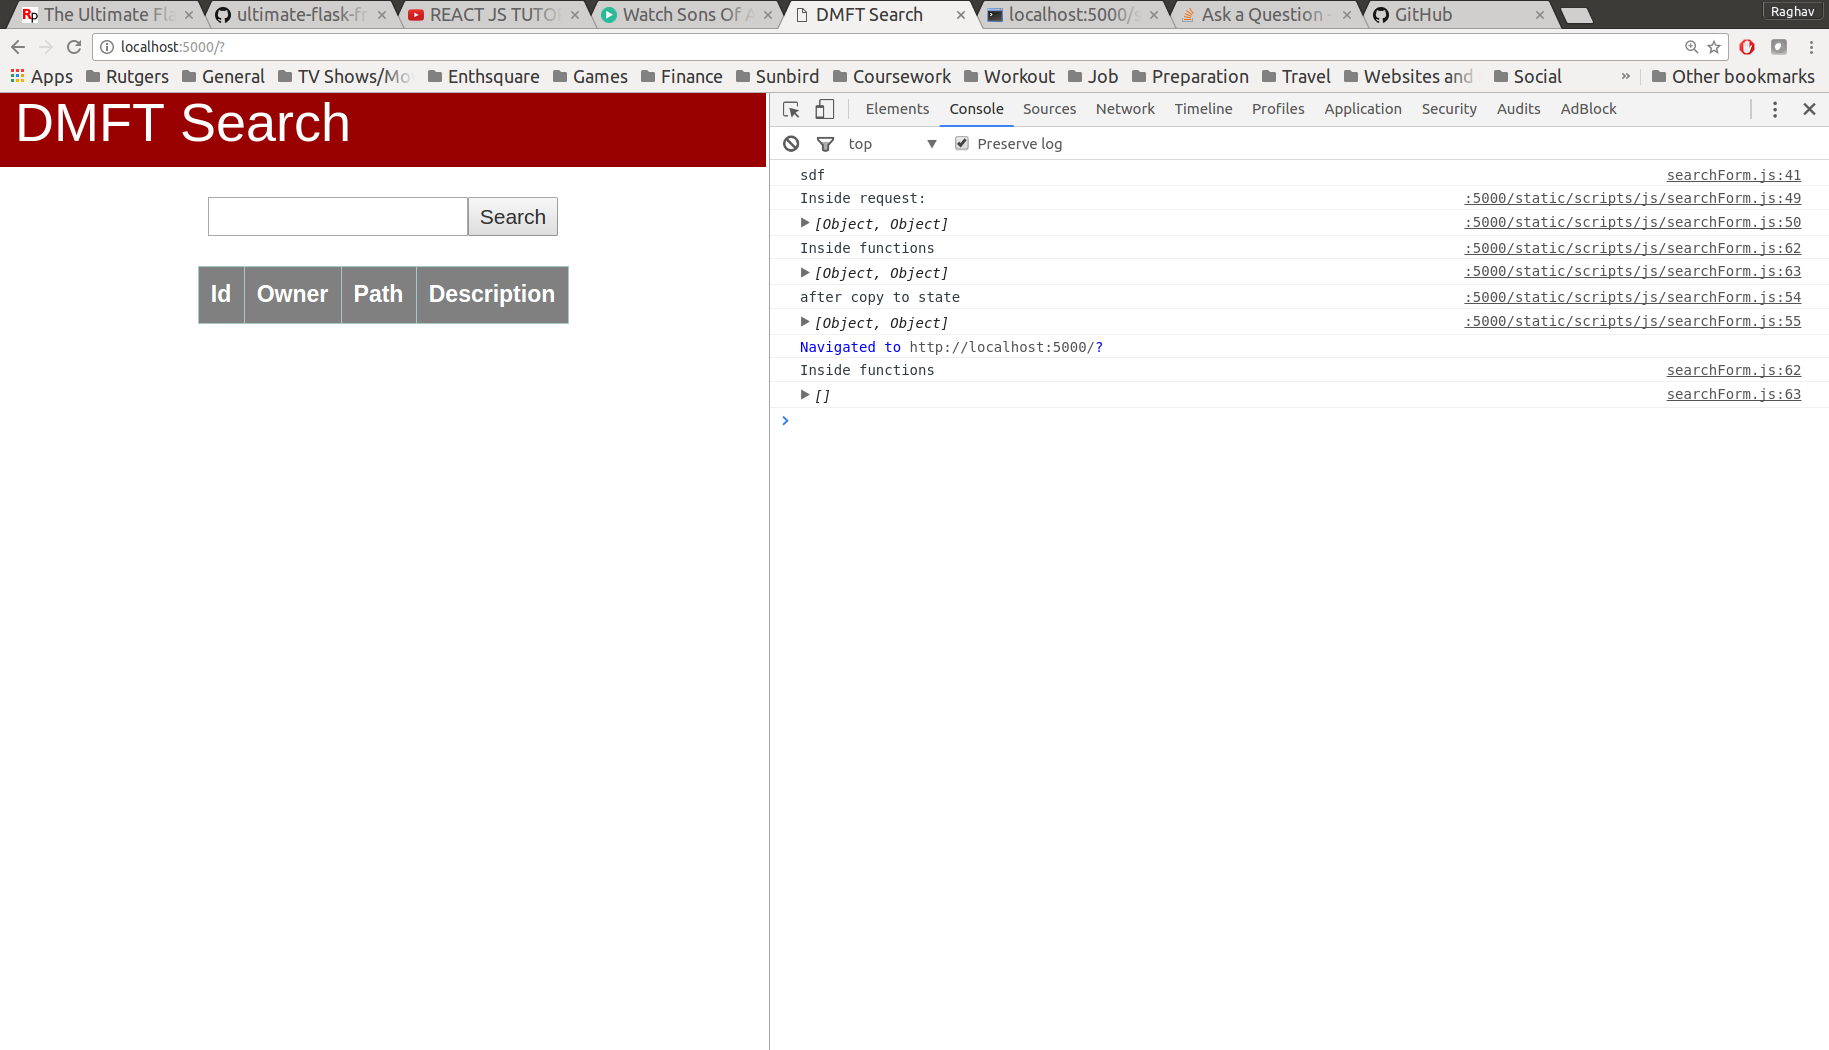 The Ultimate Fla
ultimate-flask-fr
REACT JS TUTO
Watch Sons Of A
DMFT Search
localhost:5000/s
Ask a Question -
GitHub
Raghav
localhost:5000/?
Apps
Rutgers
General
TV Shows/Mo
Enthsquare
Games
Finance
Sunbird
Coursework
Workout
Job
Preparation
Travel
Websites and
Social
»
Other bookmarks
DMFT Search
Search
Id Owner Path Description
Elements Console Sources Network Timeline Profiles Application Security Audits AdBlock
top
Preserve log
sdf searchForm.js:41
Inside request: :5000/static/scripts/js/searchForm.js:49
[Object, Object] :5000/static/scripts/js/searchForm.js:50
Inside functions :5000/static/scripts/js/searchForm.js:62
[Object, Object] :5000/static/scripts/js/searchForm.js:63
after copy to state :5000/static/scripts/js/searchForm.js:54
[Object, Object] :5000/static/scripts/js/searchForm.js:55
Navigated to http://localhost:5000/?
Inside functions searchForm.js:62
[] searchForm.js:63